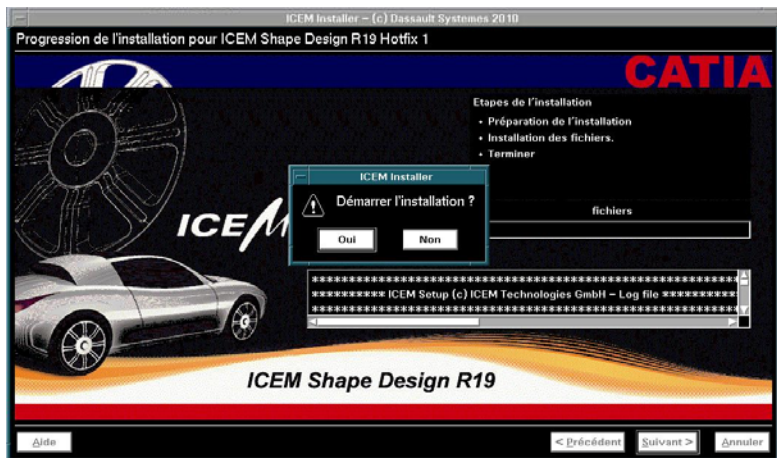 ICEM Installer – (c) Dassault Systemes 2010
Progression de l'installation pour ICEM Shape Design R19 Hotfix 1
CATIA
Etapes de l'installation
• Préparation de l'installation
• Installation des fichiers.
• Terminer
ICEM Installer
Démarrer l'installation ?
Oui
Non
fichiers
ICEM
************************************************************
********** ICEM Setup (c) ICEM Technologies GmbH – Log file **********
************************************************************
ICEM Shape Design R19
Aide
< Précédent
Suivant >
Annuler